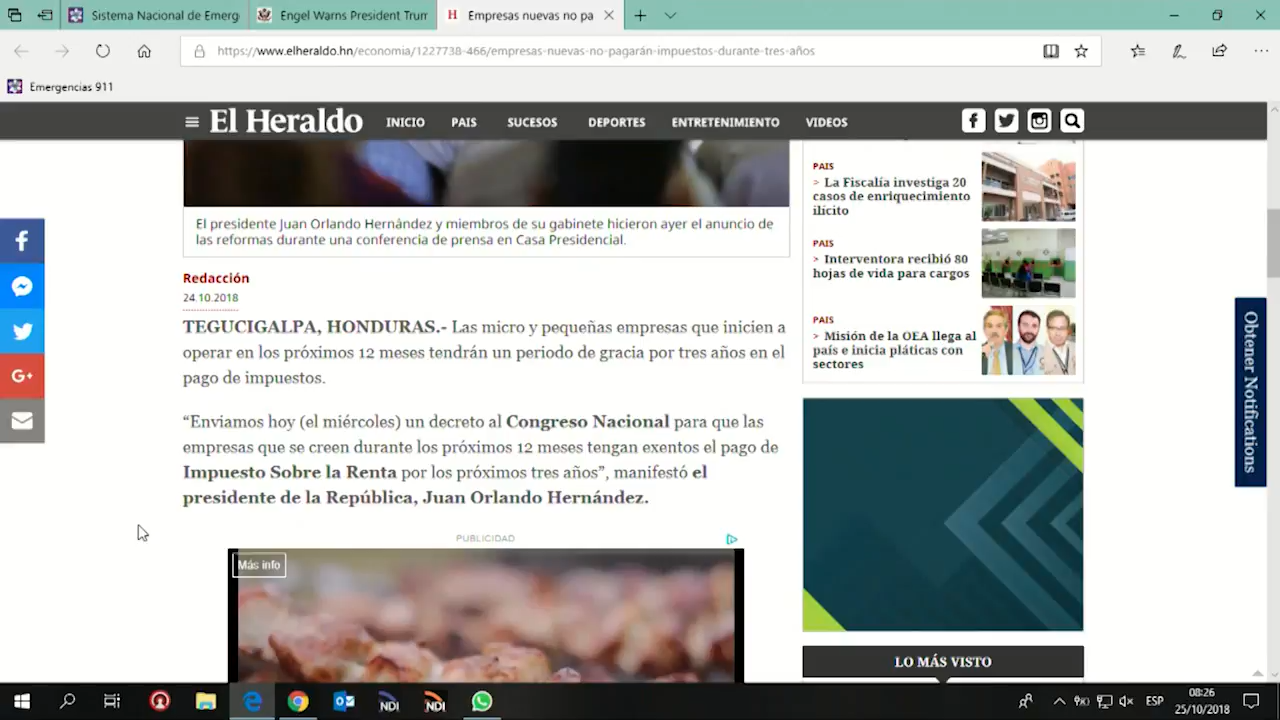 Sistema Nacional de Emerg
Engel Warns President Trum
H Empresas nuevas no pa
https://www.elheraldo.hn/economia/1227738-466/empresas-nuevas-no-pagarán-impuestos-durante-tres-años
Emergencias 911
El Heraldo
INICIO
PAIS
SUCESOS
DEPORTES
ENTRETENIMIENTO
VIDEOS
El presidente Juan Orlando Hernández y miembros de su gabinete hicieron ayer el anuncio de
las reformas durante una conferencia de prensa en Casa Presidencial.
Redacción
24.10.2018
TEGUCIGALPA, HONDURAS.- Las micro y pequeñas empresas que inicien a
operar en los próximos 12 meses tendrán un periodo de gracia por tres años en el
pago de impuestos.
“Enviamos hoy (el miércoles) un decreto al Congreso Nacional para que las
empresas que se creen durante los próximos 12 meses tengan exentos el pago de
Impuesto Sobre la Renta por los próximos tres años”, manifestó el
presidente de la República, Juan Orlando Hernández.
PUBLICIDAD
Más info
PAIS
> La Fiscalía investiga 20
casos de enriquecimiento
ilícito
PAIS
> Interventora recibió 80
hojas de vida para cargos
PAIS
> Misión de la OEA llega al
país e inicia pláticas con
sectores
LO MÁS VISTO
Obtener Notifications
G+
NDI
NDI
ESP
08:26
25/10/2018